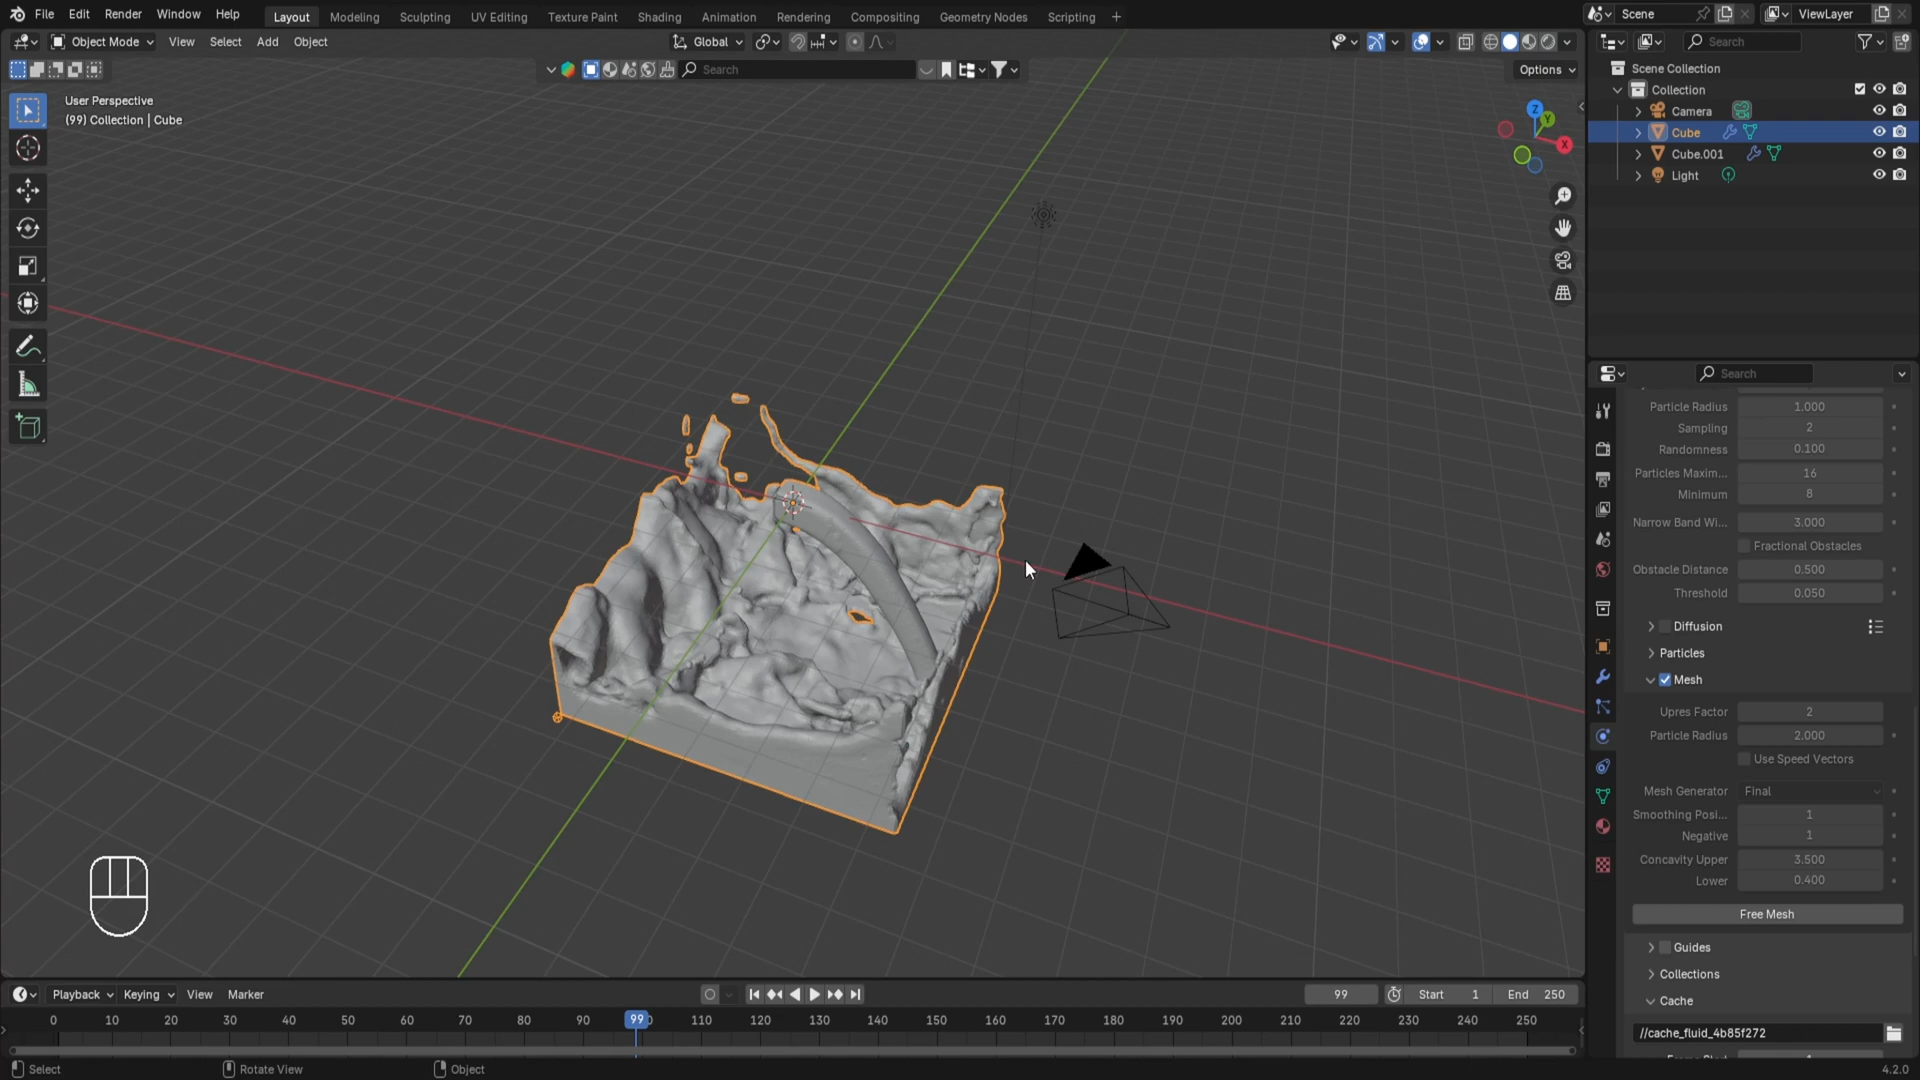 File Edit Render Window Help Layout Modeling Sculpting UV Editing Texture Paint Shading Animation Rendering Compositing Geometry Nodes Scripting + Scene ViewLayer
Object Mode View Select Add Object Global Search
Search Options
User Perspective
(99) Collection | Cube
Z
Y
X
Scene Collection
Collection
Camera
Cube
Cube.001
Light
Search
Particle Radius 1.000
Sampling 2
Randomness 0.100
Particles Maxim... 16
Minimum 8
Narrow Band Wi... 3.000
Fractional Obstacles
Obstacle Distance 0.500
Threshold 0.050
Diffusion
Particles
Mesh
Upres Factor 2
Particle Radius 2.000
Use Speed Vectors
Mesh Generator Final
Smoothing Posi... 1
Negative 1
Concavity Upper 3.500
Lower 0.400
Free Mesh
Guides
Collections
Cache
//cache_fluid_4b85f272
Playback Keying View Marker 99 Start 1 End 250
0 10 20 30 40 50 60 70 80 90 99 110 120 130 140 150 160 170 180 190 200 210 220 230 240 250
Select Rotate View Object 4.2.0